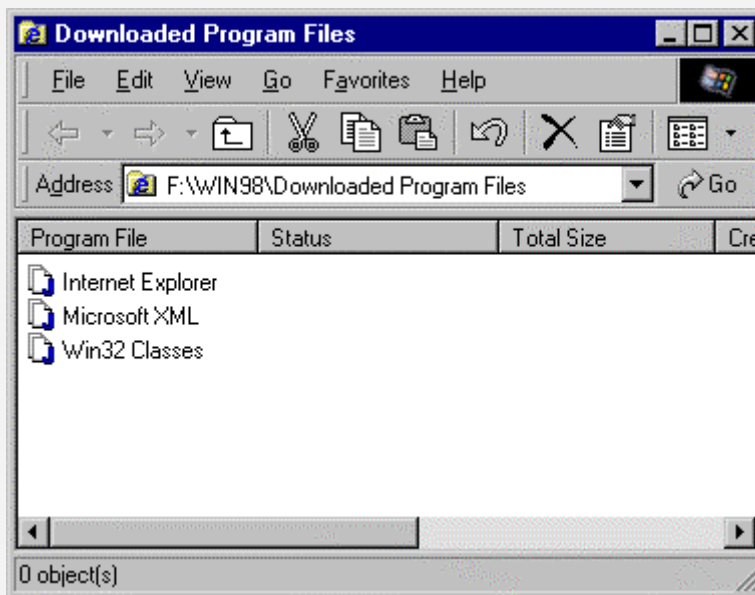 Downloaded Program Files
File Edit View Go Favorites Help
Address F:\WIN98\Downloaded Program Files Go
Program File Status Total Size Cre
Internet Explorer
Microsoft XML
Win32 Classes
0 object(s)